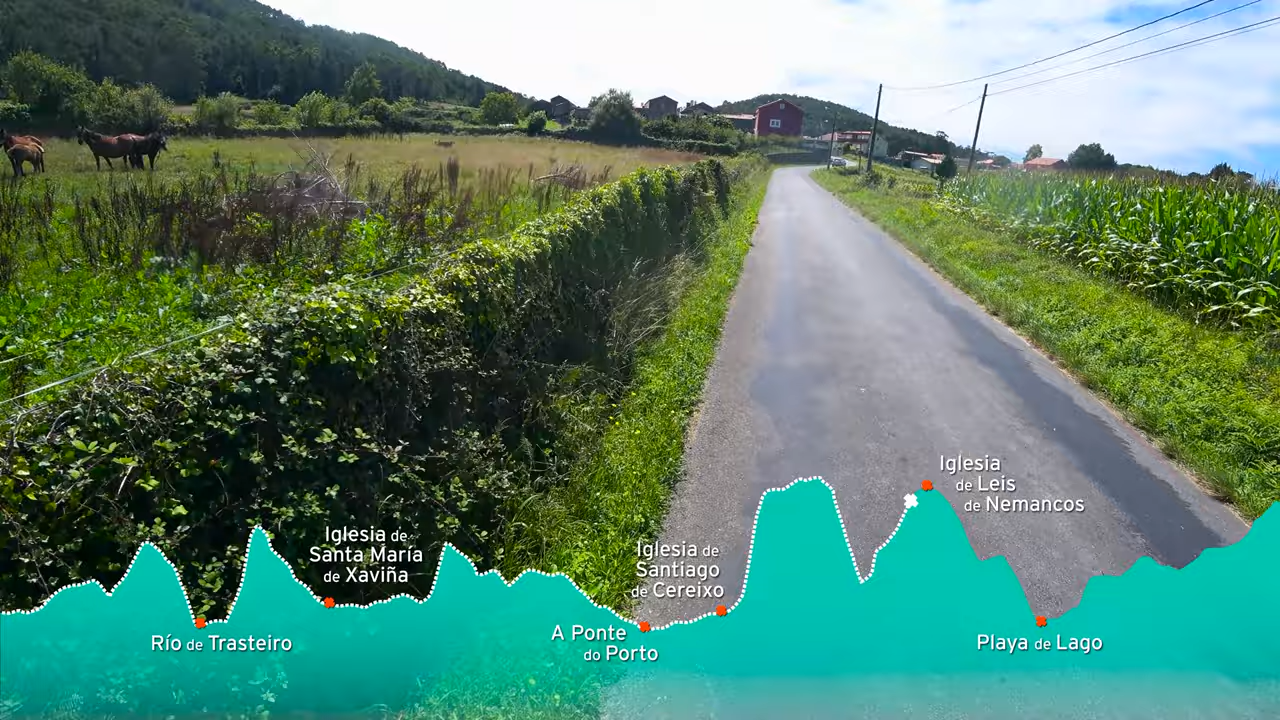 Río de Trasteiro
Iglesia de
Santa María
de Xaviña
A Ponte
do Porto
Iglesia de
Santiago
de Cereixo
Iglesia
de Leis
de Nemancos
Playa de Lago